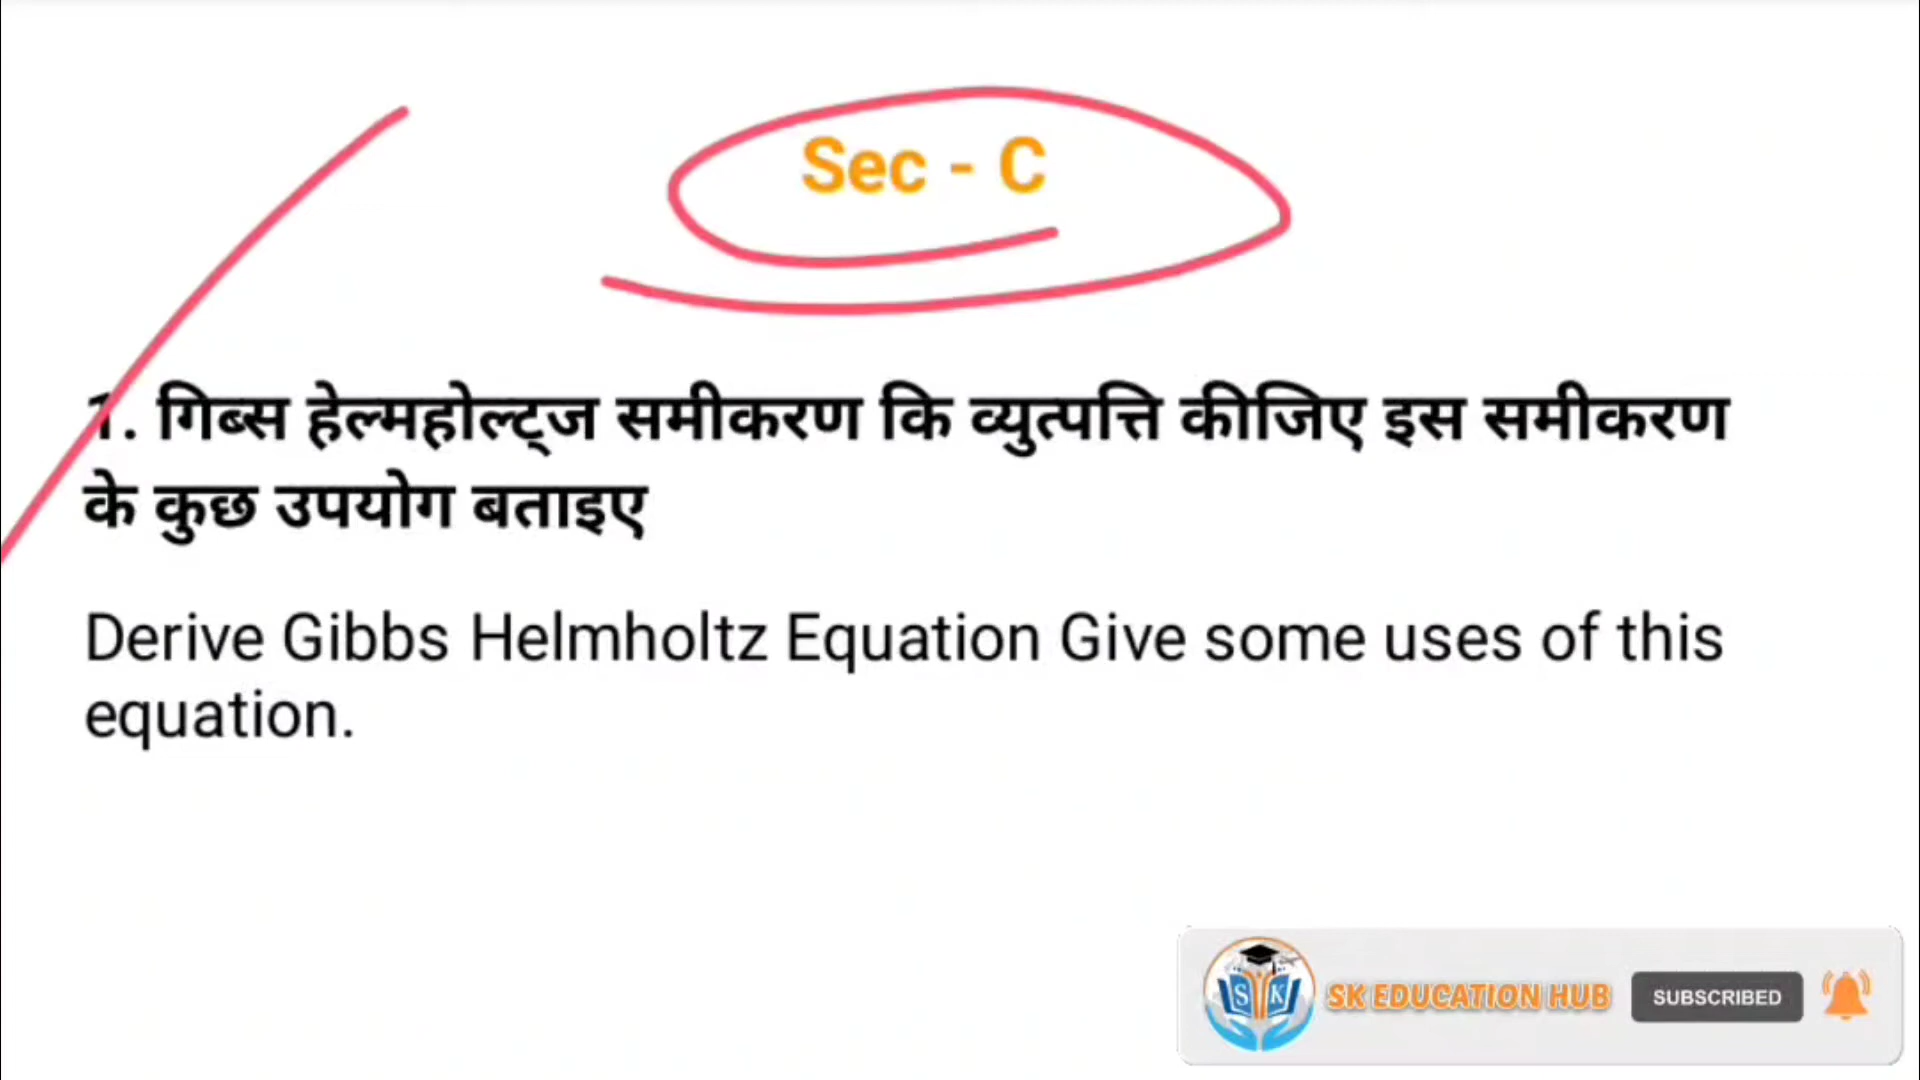 Sec - C
1. गिब्स हेल्महोल्ट्ज समीकरण कि व्युत्पत्ति कीजिए इस समीकरण
के कुछ उपयोग बताइए
Derive Gibbs Helmholtz Equation Give some uses of this
equation.
S K
SK EDUCATION HUB
SUBSCRIBED